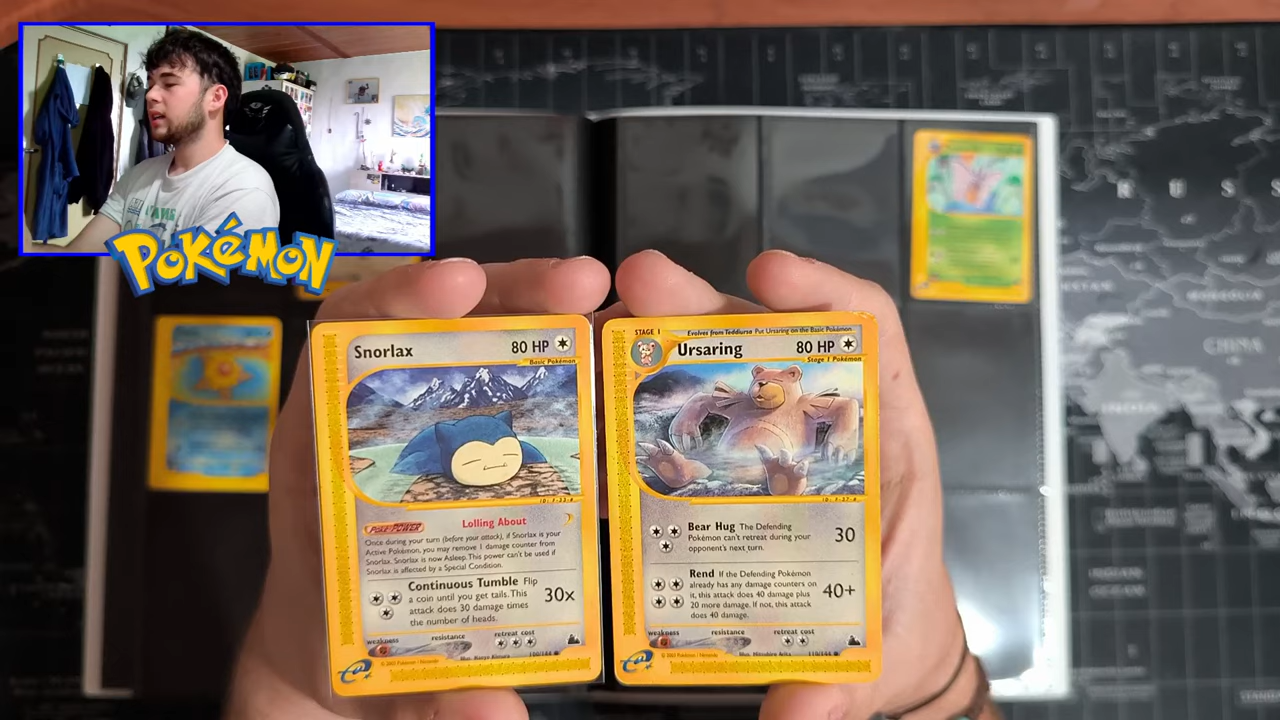 Pokémon
Snorlax
80 HP
Basic Pokémon
Poké-POWER
Lolling About
Once during your turn (before your attack), if Snorlax is your
Active Pokémon, you may remove 1 damage counter from
Snorlax. Snorlax is now Asleep. This power can't be used if
Snorlax is affected by a Special Condition.
Continuous Tumble Flip
a coin until you get tails. This
attack does 30 damage times
the number of heads.
30x
weakness
resistance
retreat cost
STAGE 1
Evolves from Teddiursa Put Ursaring on the Basic Pokémon
Ursaring
80 HP
Stage 1 Pokémon
Bear Hug The Defending
Pokémon can't retreat during your
opponent's next turn.
30
Rend If the Defending Pokémon
already has any damage counters on
it, this attack does 40 damage plus
20 more damage. If not, this attack
does 40 damage.
40+
weakness
resistance
retreat cost
R U S S
CHINA
INDIAN
OCEAN